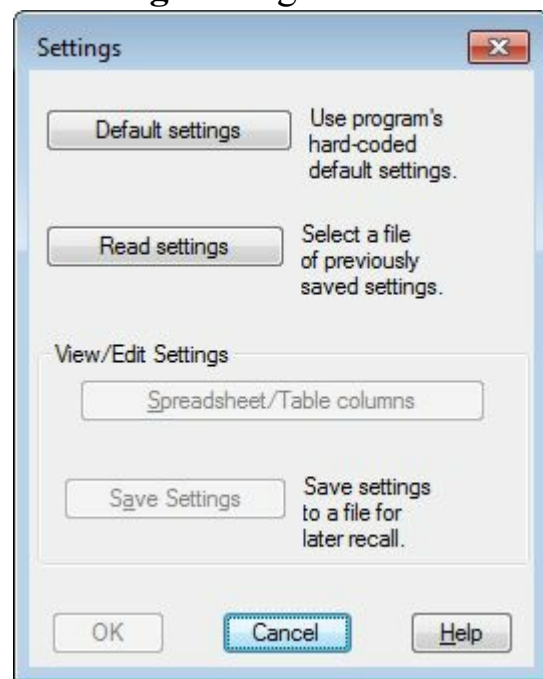 Settings
Default settings
Use program's
hard-coded
default settings.
Read settings
Select a file
of previously
saved settings.
View/Edit Settings
Spreadsheet/Table columns
Save Settings
Save settings
to a file for
later recall.
OK
Cancel
Help